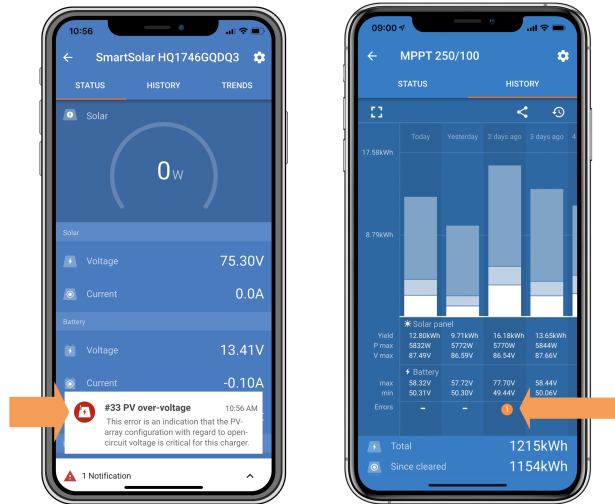 10:56
SmartSolar HQ1746GQDQ3
STATUS HISTORY TRENDS
Solar
0W
Solar
Voltage 75.30V
Current 0.0A
Battery
Voltage 13.41V
Current -0.10A
#33 PV over-voltage 10:56 AM
This error is an indication that the PV-
array configuration with regard to open-
circuit voltage is critical for this charger.
1 Notification
09:00
MPPT 250/100
STATUS HISTORY
Today Yesterday 2 days ago 3 days ago 4
17.58kWh
8.79kWh
Solar panel
Yield 12.80kWh 9.71kWh 16.18kWh 13.65kWh
P max 5832W 5772W 5770W 5844W
V max 87.49V 86.59V 86.54V 87.66V
Battery
max 58.32V 57.72V 77.70V 58.44V
min 50.31V 50.30V 49.44V 50.06V
Errors – – 1
Total 1215kWh
Since cleared 1154kWh